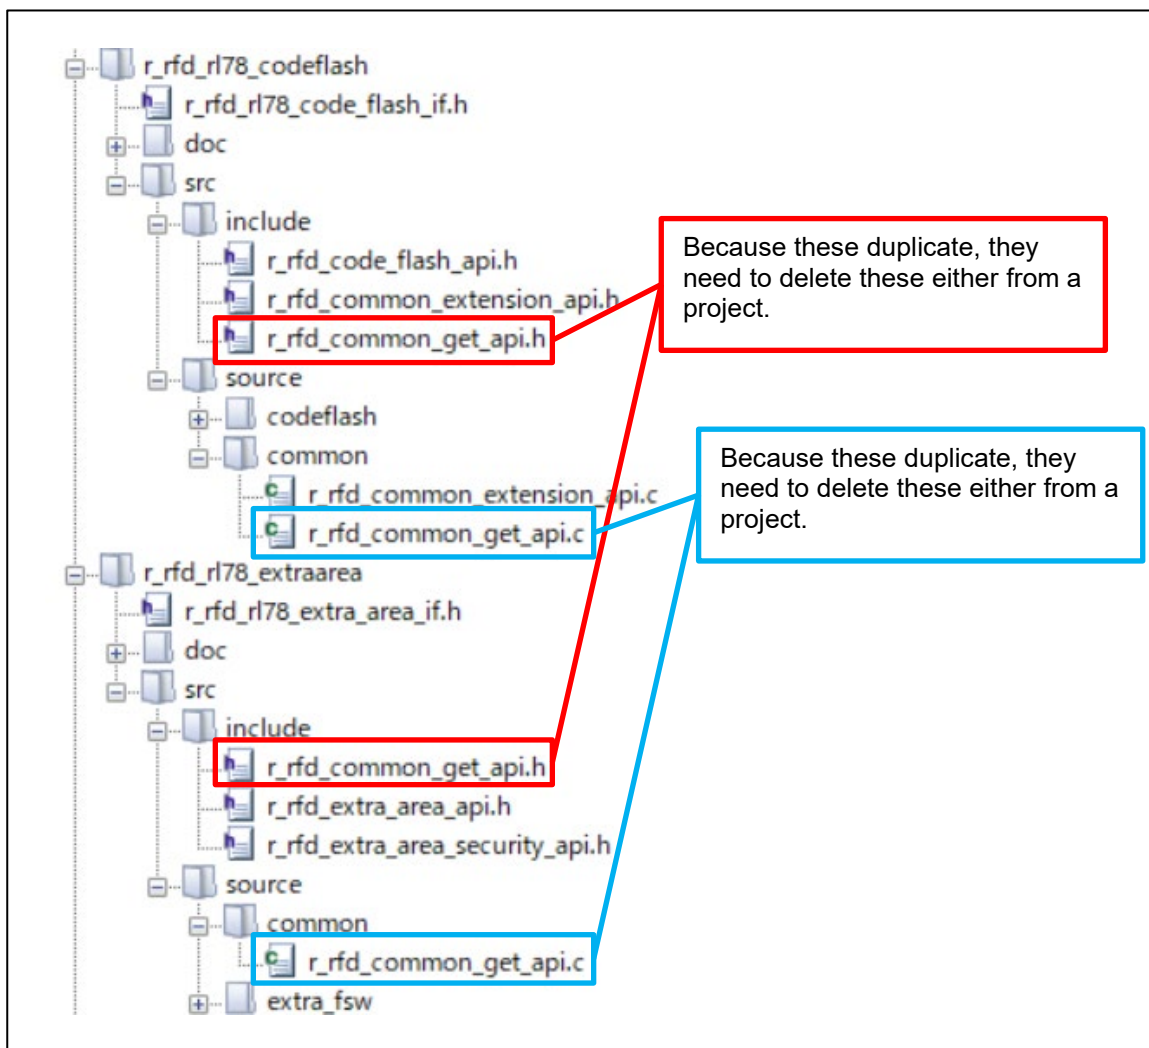 r_rfd_rl78_codeflash
r_rfd_rl78_code_flash_if.h
doc
src
include
r_rfd_code_flash_api.h
r_rfd_common_extension_api.h
r_rfd_common_get_api.h
source
codeflash
common
r_rfd_common_extension_api.c
r_rfd_common_get_api.c
r_rfd_rl78_extraarea
r_rfd_rl78_extra_area_if.h
doc
src
include
r_rfd_common_get_api.h
r_rfd_extra_area_api.h
r_rfd_extra_area_security_api.h
source
common
r_rfd_common_get_api.c
extra_fsw
Because these duplicate, they
need to delete these either from a
project.
Because these duplicate, they
need to delete these either from a
project.